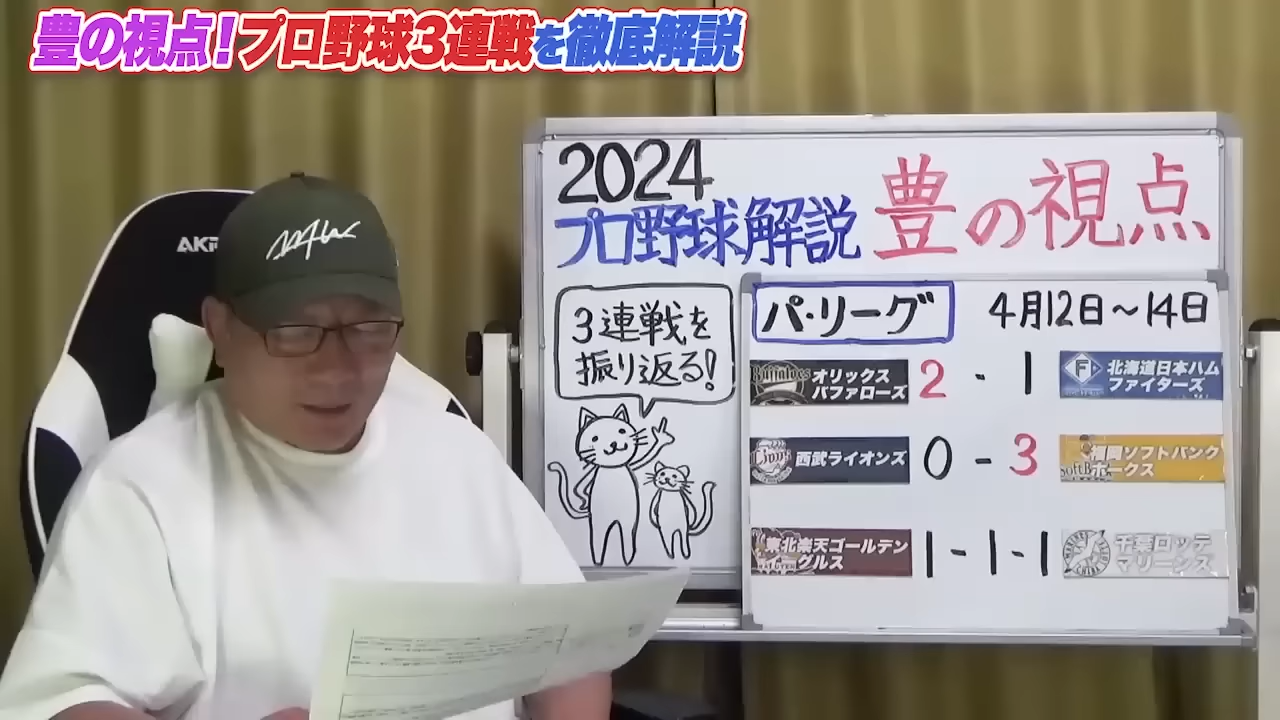 豊の視点!プロ野球3連戦を徹底解説
2024
プロ野球解説 豊の視点
3連戦を
振り返る!
パ・リーグ 4月12日~14日
Buffaloes オリックス
バファローズ 2 - 1 F 北海道日本ハム
ファイターズ
Lions 西武ライオンズ 0 - 3 福岡ソフトバンク
ホークス
東北楽天ゴールデン
グルス 1 - 1 - 1 千葉ロッテ
マリーンズ